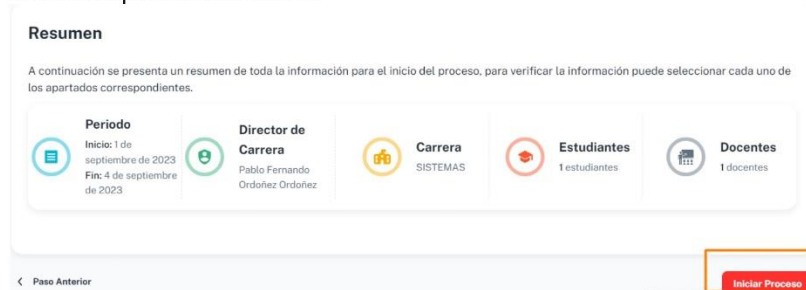 Resumen
A continuación se presenta un resumen de toda la información para el inicio del proceso, para verificar la información puede seleccionar cada uno de
los apartados correspondientes.
Periodo
Inicio: 1 de
septiembre de 2023
Fin: 4 de septiembre
de 2023
Director de
Carrera
Pablo Fernando
Ordoñez Ordoñez
Carrera
SISTEMAS
Estudiantes
1 estudiantes
Docentes
1 docentes
Paso Anterior
Iniciar Proceso